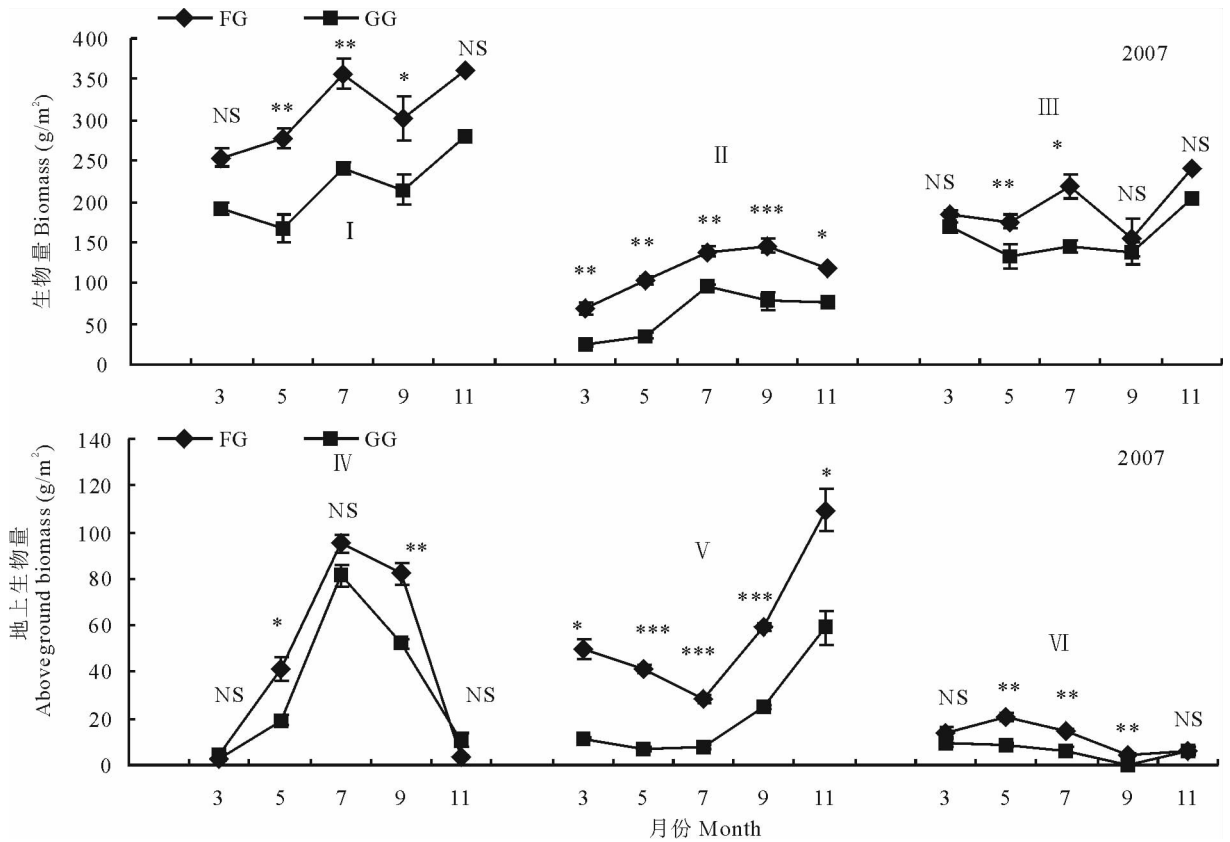 FG GG
400 NS ** * NS 2007
350
300 NS ** III
250 II * NS
200 NS ** NS
150 I ** *** *
100 ** **
50
0
3 5 7 9 11 3 5 7 9 11 3 5 7 9 11
生物量 Biomass (g/m²)
FG GG
140 IV 2007
120 NS *
100 ** V
80 ***
60 * * *** *** VI
40 NS NS NS ** ** ** NS
20
0
3 5 7 9 11 3 5 7 9 11 3 5 7 9 11
地上生物量
Aboveground biomass (g/m²)
月份 Month